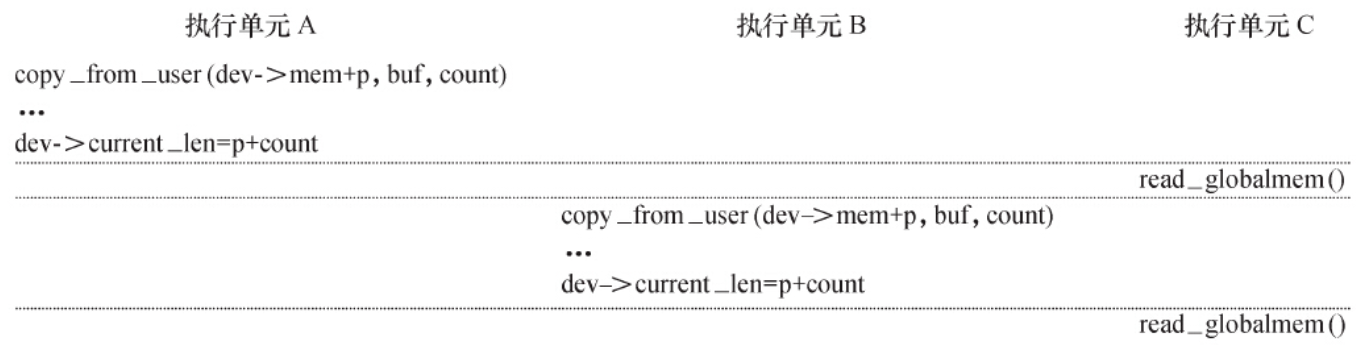 执行单元 A 执行单元 B 执行单元 C
copy_from_user (dev->mem+p, buf, count)
...
dev->current_len=p+count
read_globalmem()
copy_from_user (dev->mem+p, buf, count)
...
dev->current_len=p+count
read_globalmem()